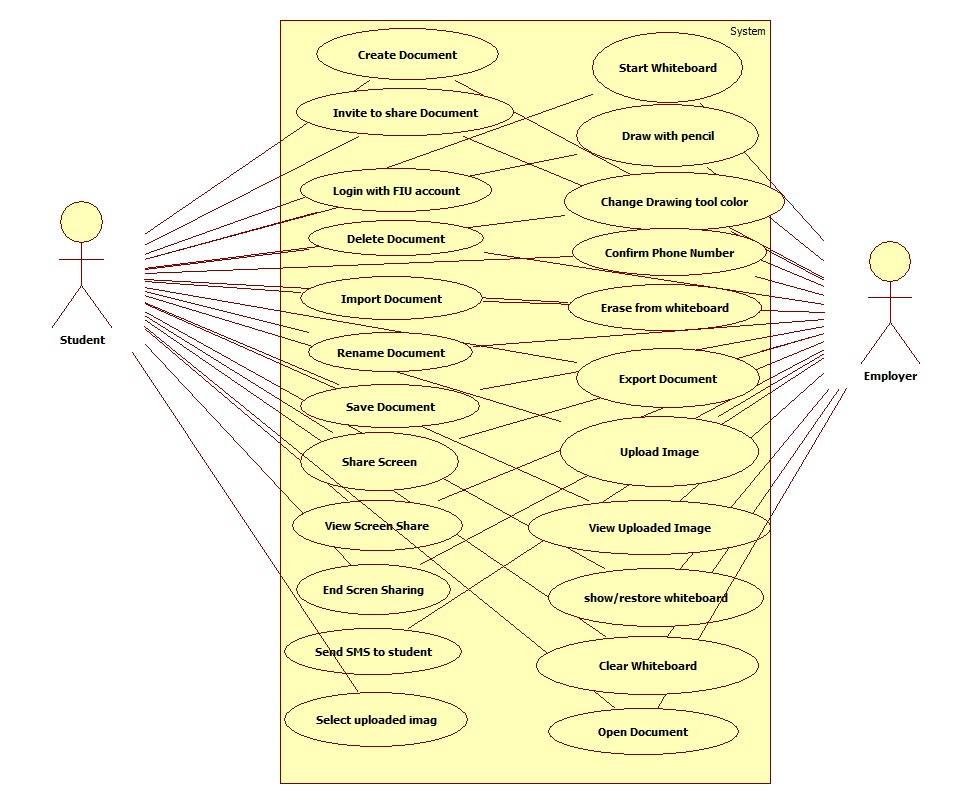 System
Create Document
Start Whiteboard
Invite to share Document
Draw with pencil
Login with FIU account
Change Drawing tool color
Delete Document
Confirm Phone Number
Import Document
Erase from whiteboard
Student
Rename Document
Employer
Export Document
Save Document
Share Screen
Upload Image
View Screen Share
View Uploaded Image
End Scren Sharing
show/restore whiteboard
Send SMS to student
Clear Whiteboard
Select uploaded imag
Open Document